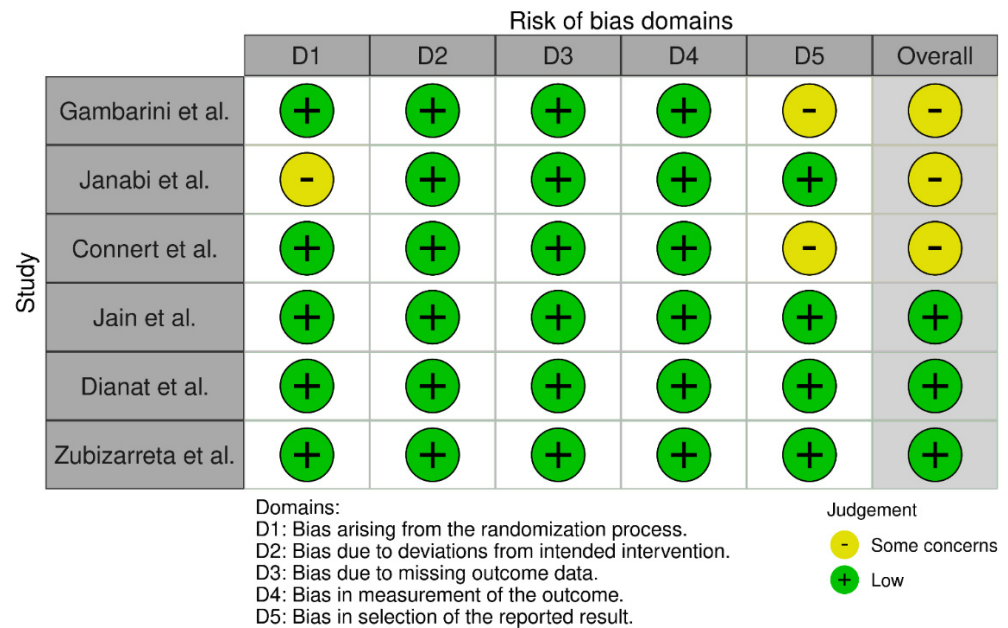 Risk of bias domains
D1 D2 D3 D4 D5 Overall
Study
Gambarini et al. + + + + - -
Janabi et al. - + + + + -
Connert et al. + + + + - -
Jain et al. + + + + + +
Dianat et al. + + + + + +
Zubizarreta et al. + + + + + +
Domains:
D1: Bias arising from the randomization process.
D2: Bias due to deviations from intended intervention.
D3: Bias due to missing outcome data.
D4: Bias in measurement of the outcome.
D5: Bias in selection of the reported result.
Judgement
- Some concerns
+ Low